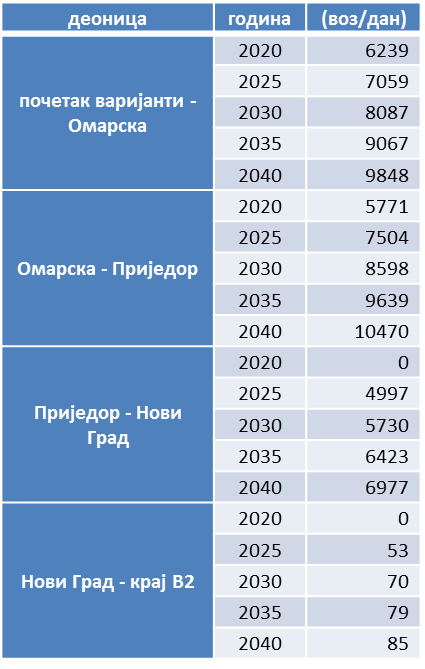 деоница година (воз/дан)
почетак варијанти -
Омарска
2020 6239
2025 7059
2030 8087
2035 9067
2040 9848
Омарска - Приједор
2020 5771
2025 7504
2030 8598
2035 9639
2040 10470
Приједор - Нови
Град
2020 0
2025 4997
2030 5730
2035 6423
2040 6977
Нови Град - крај В2
2020 0
2025 53
2030 70
2035 79
2040 85